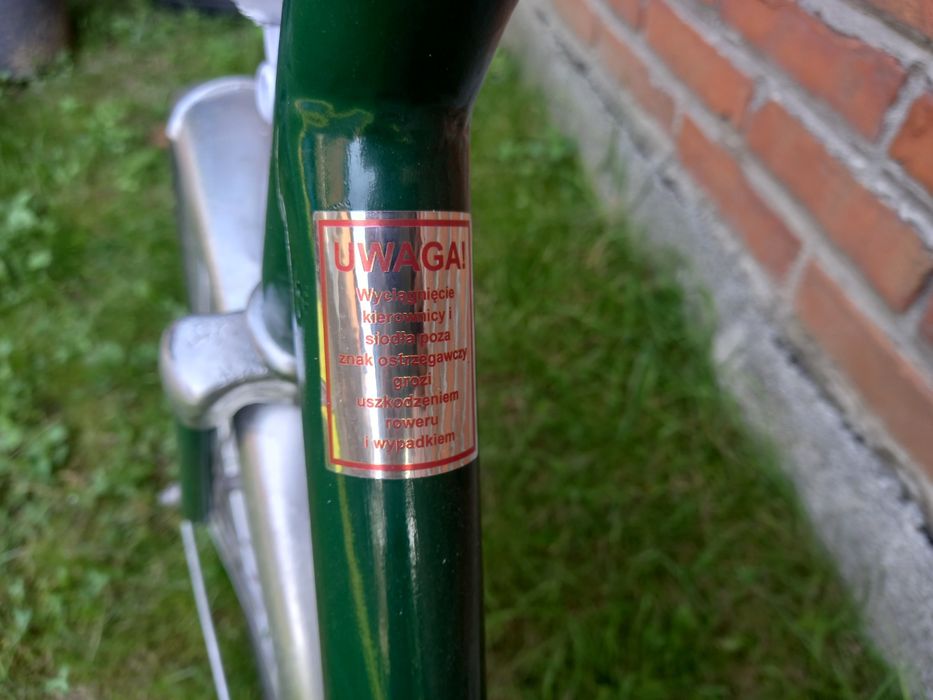 UWAGA!
Wyciągnięcie
kierownicy i
siodła poza
znak ostrzegawczy
grozi
uszkodzeniem
roweru
i wypadkiem